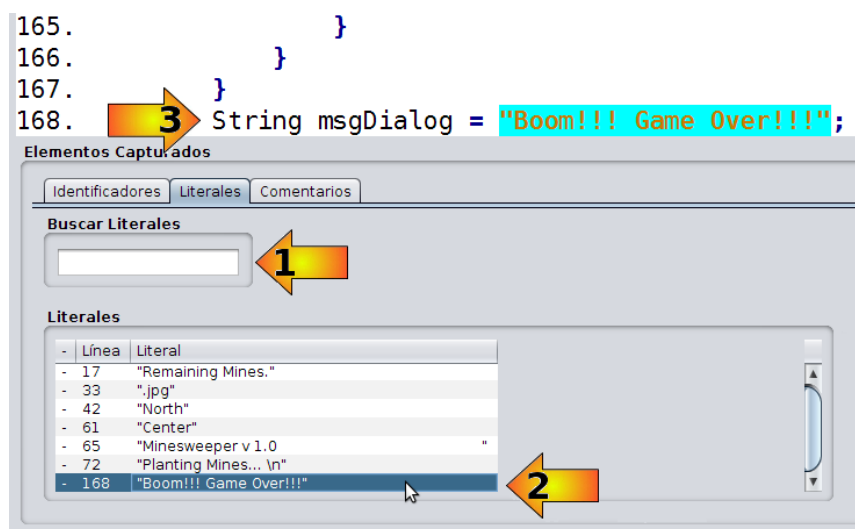 165. }
166. }
167. }
168. 3 String msgDialog = "Boom!!! Game Over!!!";
Elementos Capturados
Identificadores Literales Comentarios
Buscar Literales
1
Literales
- Línea Literal
- 17 "Remaining Mines."
- 33 ".jpg"
- 42 "North"
- 61 "Center"
- 65 "Minesweeper v 1.0 "
- 72 "Planting Mines... \n"
- 168 "Boom!!! Game Over!!!" 2